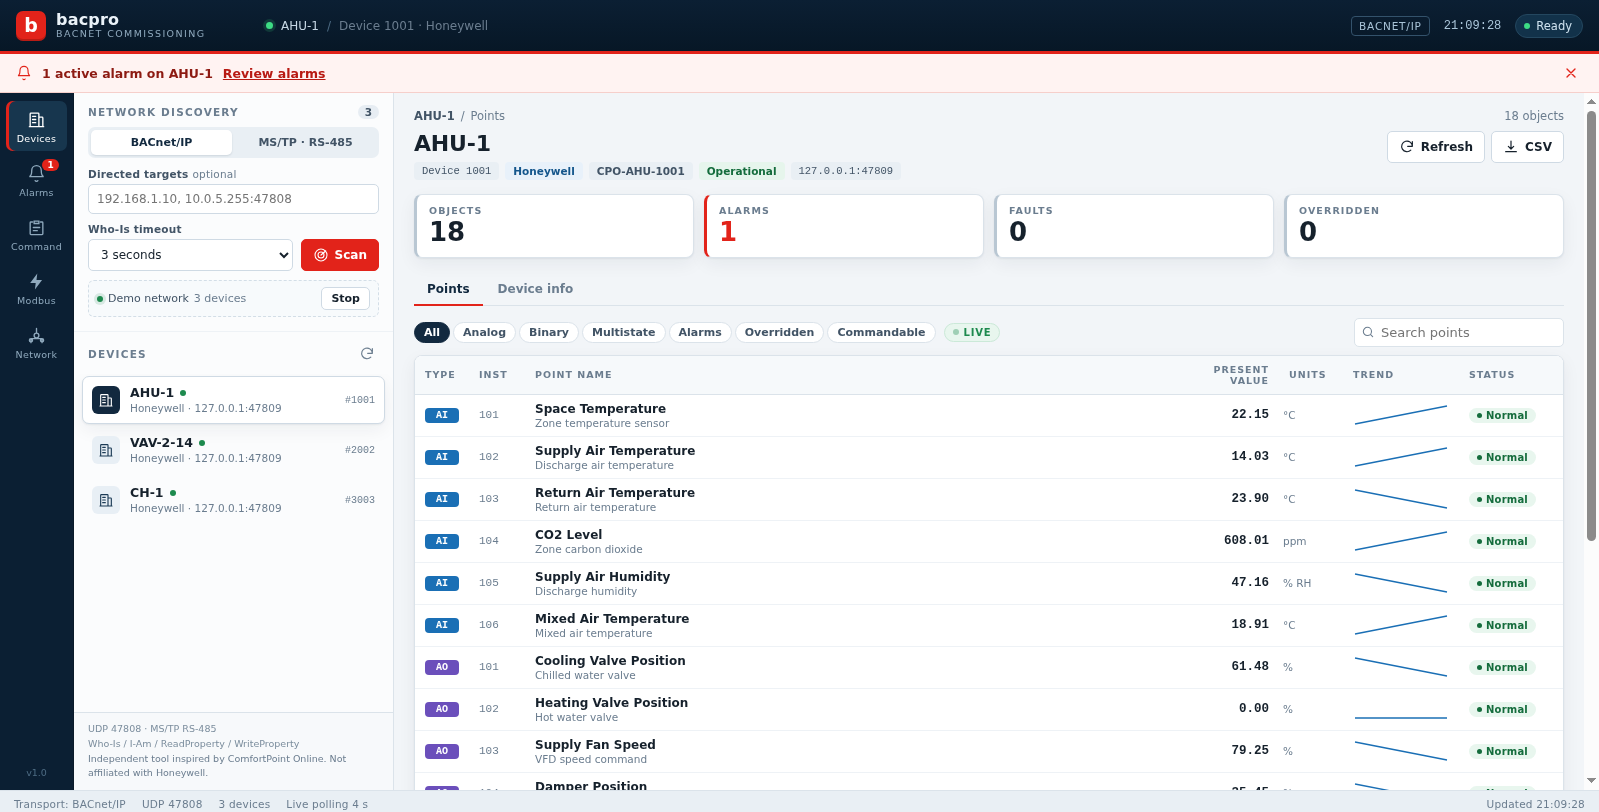 b
bacpro
BACNET COMMISSIONING
AHU-1 / Device 1001 · Honeywell
BACNET/IP
21:09:28
Ready
1 active alarm on AHU-1 Review alarms
Devices
1
Alarms
Command
Modbus
Network
v1.0
NETWORK DISCOVERY
3
BACnet/IP
MS/TP · RS-485
Directed targets optional
192.168.1.10, 10.0.5.255:47808
Who-Is timeout
3 seconds
Scan
Demo network 3 devices
Stop
DEVICES
AHU-1
Honeywell · 127.0.0.1:47809
#1001
VAV-2-14
Honeywell · 127.0.0.1:47809
#2002
CH-1
Honeywell · 127.0.0.1:47809
#3003
UDP 47808 · MS/TP RS-485
Who-Is / I-Am / ReadProperty / WriteProperty
Independent tool inspired by ComfortPoint Online. Not
affiliated with Honeywell.
AHU-1 / Points
18 objects
AHU-1
Refresh
CSV
Device 1001
Honeywell
CPO-AHU-1001
Operational
127.0.0.1:47809
OBJECTS
18
ALARMS
1
FAULTS
0
OVERRIDDEN
0
Points
Device info
All
Analog
Binary
Multistate
Alarms
Overridden
Commandable
LIVE
Search points
TYPE INST POINT NAME PRESENT VALUE UNITS TREND STATUS
AI 101 Space Temperature 22.15 °C Normal
Zone temperature sensor
AI 102 Supply Air Temperature 14.03 °C Normal
Discharge air temperature
AI 103 Return Air Temperature 23.90 °C Normal
Return air temperature
AI 104 CO2 Level 608.01 ppm Normal
Zone carbon dioxide
AI 105 Supply Air Humidity 47.16 % RH Normal
Discharge humidity
AI 106 Mixed Air Temperature 18.91 °C Normal
Mixed air temperature
AO 101 Cooling Valve Position 61.48 % Normal
Chilled water valve
AO 102 Heating Valve Position 0.00 % Normal
Hot water valve
AO 103 Supply Fan Speed 79.25 % Normal
VFD speed command
Damper Position
Transport: BACnet/IP UDP 47808 3 devices Live polling 4 s
Updated 21:09:28